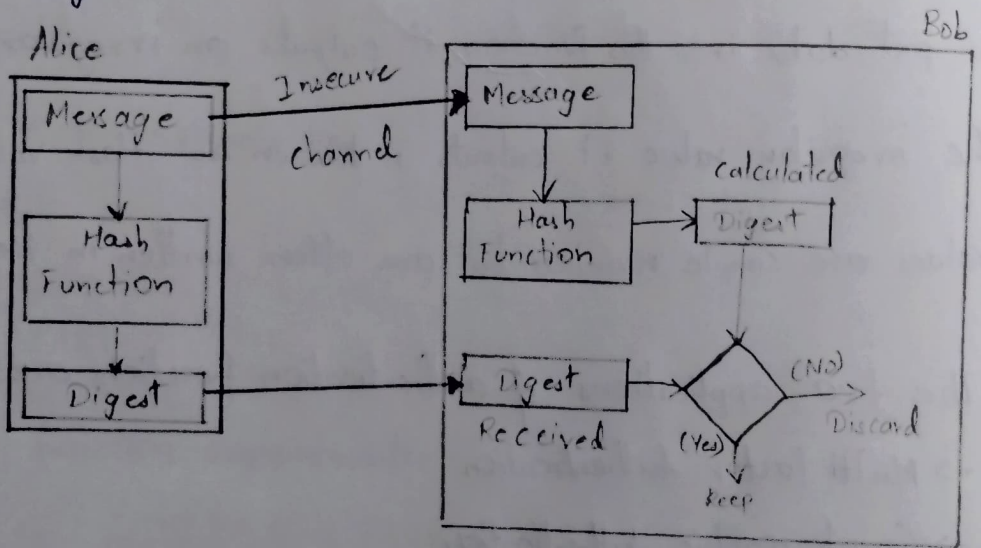 Alice
Bob
Message
Insecure
Channel
Message
Hash
Function
Hash
Function
Calculated
Digest
Digest
Digest
Received
(NO)
Discard
(Yes)
Keep